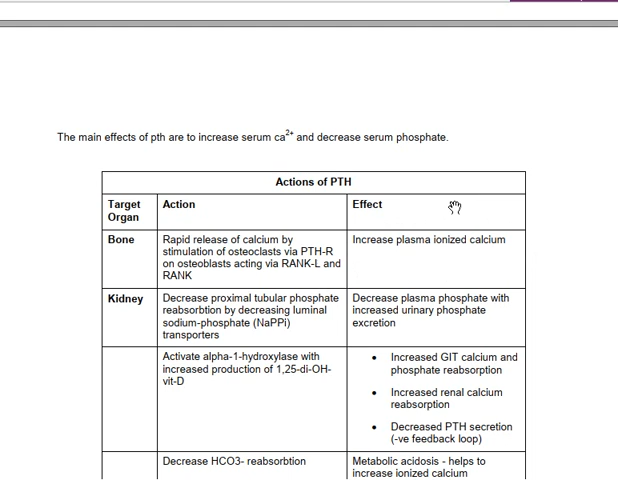 The main effects of pth are to increase serum ca2+ and decrease serum phosphate.
Actions of PTH
Target
Organ
Action
Effect
Bone
Rapid release of calcium by
stimulation of osteoclasts via PTH-R
on osteoblasts acting via RANK-L and
RANK
Increase plasma ionized calcium
Kidney
Decrease proximal tubular phosphate
reabsorbtion by decreasing luminal
sodium-phosphate (NaPPi)
transporters
Decrease plasma phosphate with
increased urinary phosphate
excretion
Activate alpha-1-hydroxylase with
increased production of 1,25-di-OH-
vit-D
• Increased GIT calcium and
phosphate reabsorption
• Increased renal calcium
reabsorption
• Decreased PTH secretion
(-ve feedback loop)
Decrease HCO3- reabsorbtion
Metabolic acidosis - helps to
increase ionized calcium